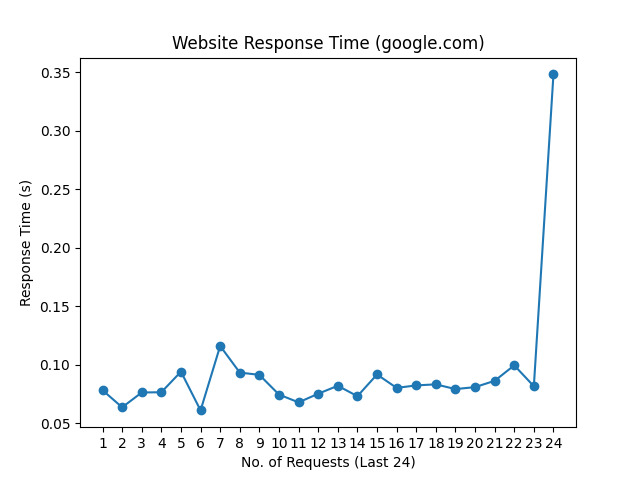 Website Response Time (google.com)
0.35
0.30
0.25
0.20
0.15
0.10
0.05
Response Time (s)
1 2 3 4 5 6 7 8 9 10 11 12 13 14 15 16 17 18 19 20 21 22 23 24
No. of Requests (Last 24)